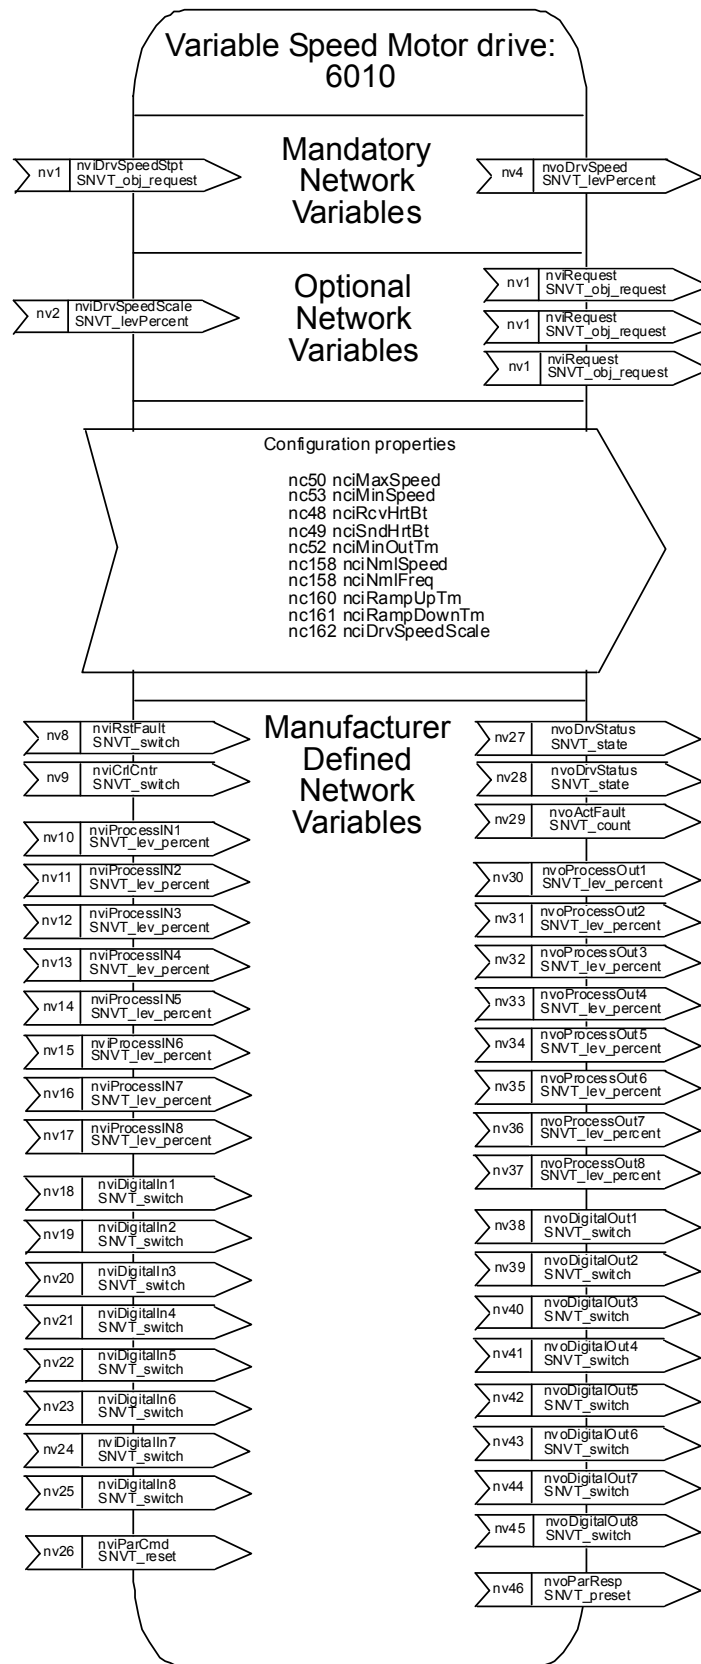 Variable Speed Motor drive:
6010
Mandatory
Network
Variables
nv1
nviDrvSpeedStpt
SNVT_obj_request
nv4
nvoDrvSpeed
SNVT_levPercent
Optional
Network
Variables
nv2
nviDrvSpeedScale
SNVT_levPercent
nv1
nviRequest
SNVT_obj_request
nv1
nviRequest
SNVT_obj_request
nv1
nviRequest
SNVT_obj_request
Configuration properties
nc50 nciMaxSpeed
nc53 nciMinSpeed
nc48 nciRcvHrtBt
nc49 nciSndHrtBt
nc52 nciMinOutTm
nc158 nciNmlSpeed
nc158 nciNmlFreq
nc160 nciRampUpTm
nc161 nciRampDownTm
nc162 nciDrvSpeedScale
Manufacturer
Defined
Network
Variables
nv8
nviRstFault
SNVT_switch
nv9
nviCrlCntr
SNVT_switch
nv10
nviProcessIN1
SNVT_lev_percent
nv11
nviProcessIN2
SNVT_lev_percent
nv12
nviProcessIN3
SNVT_lev_percent
nv13
nviProcessIN4
SNVT_lev_percent
nv14
nviProcessIN5
SNVT_lev_percent
nv15
nviProcessIN6
SNVT_lev_percent
nv16
nviProcessIN7
SNVT_lev_percent
nv17
nviProcessIN8
SNVT_lev_percent
nv18
nviDigitalIn1
SNVT_switch
nv19
nviDigitalIn2
SNVT_switch
nv20
nviDigitalIn3
SNVT_switch
nv21
nviDigitalIn4
SNVT_switch
nv22
nviDigitalIn5
SNVT_switch
nv23
nviDigitalIn6
SNVT_switch
nv24
nviDigitalIn7
SNVT_switch
nv25
nviDigitalIn8
SNVT_switch
nv26
nviParCmd
SNVT_reset
nv27
nvoDrvStatus
SNVT_state
nv28
nvoDrvStatus
SNVT_state
nv29
nvoActFault
SNVT_count
nv30
nvoProcessOut1
SNVT_lev_percent
nv31
nvoProcessOut2
SNVT_lev_percent
nv32
nvoProcessOut3
SNVT_lev_percent
nv33
nvoProcessOut4
SNVT_lev_percent
nv34
nvoProcessOut5
SNVT_lev_percent
nv35
nvoProcessOut6
SNVT_lev_percent
nv36
nvoProcessOut7
SNVT_lev_percent
nv37
nvoProcessOut8
SNVT_lev_percent
nv38
nvoDigitalOut1
SNVT_switch
nv39
nvoDigitalOut2
SNVT_switch
nv40
nvoDigitalOut3
SNVT_switch
nv41
nvoDigitalOut4
SNVT_switch
nv42
nvoDigitalOut5
SNVT_switch
nv43
nvoDigitalOut6
SNVT_switch
nv44
nvoDigitalOut7
SNVT_switch
nv45
nvoDigitalOut8
SNVT_switch
nv46
nvoParResp
SNVT_preset